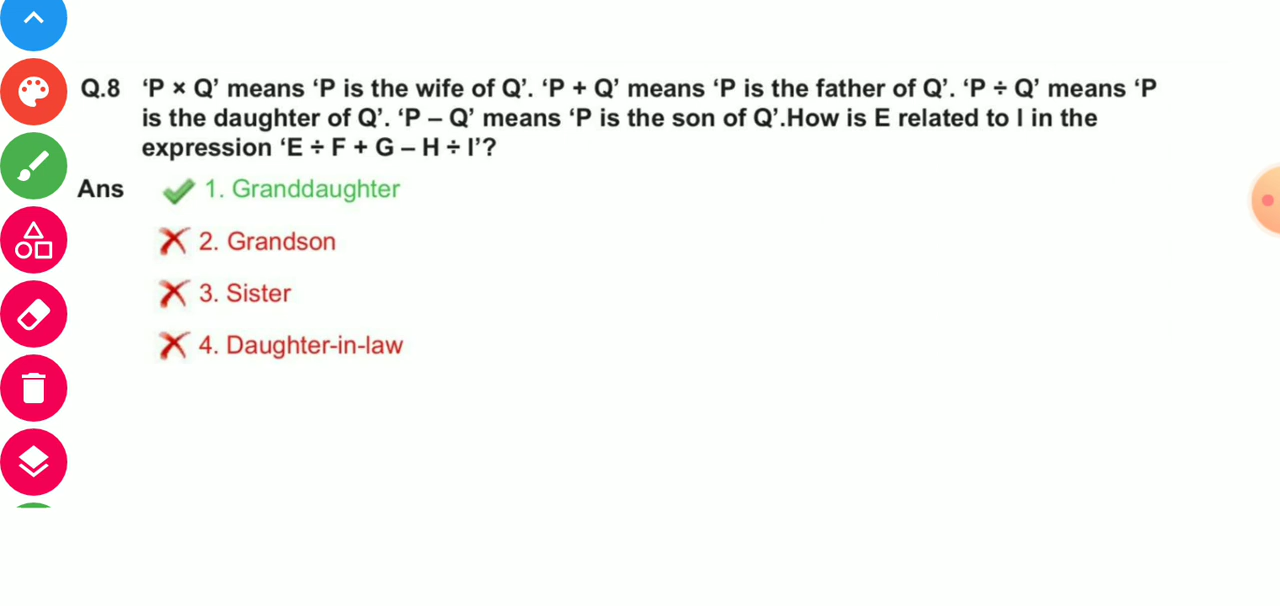 Q.8 ‘P × Q’ means ‘P is the wife of Q’. ‘P + Q’ means ‘P is the father of Q’. ‘P ÷ Q’ means ‘P
is the daughter of Q’. ‘P – Q’ means ‘P is the son of Q’.How is E related to I in the
expression ‘E ÷ F + G – H ÷ I’?
Ans 1. Granddaughter
2. Grandson
3. Sister
4. Daughter-in-law